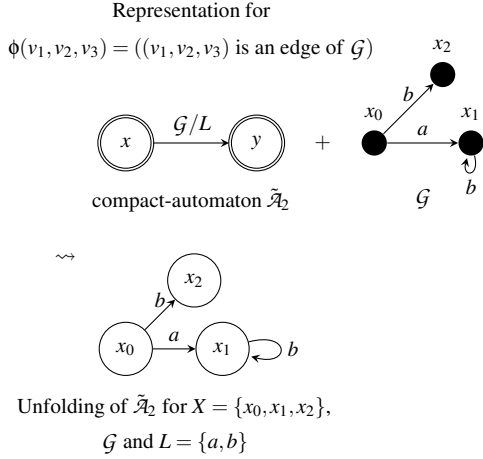 Representation for
ϕ(v₁, v₂, v₃) = ((v₁, v₂, v₃) is an edge of 𝒢)
x₂
x₀ b x₁
x 𝒢/L y + a
b
compact-automaton 𝒜̃₂ 𝒢
⇝
x₂
b
x₀ a x₁ b
Unfolding of 𝒜̃₂ for X = {x₀, x₁, x₂},
𝒢 and L = {a, b}